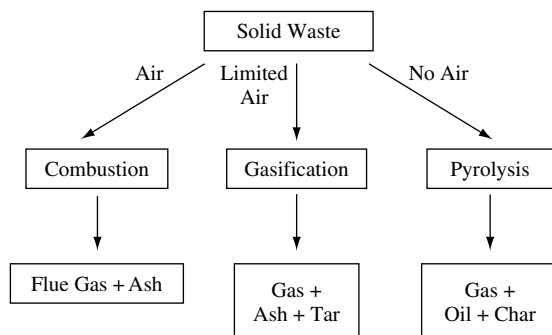 Solid Waste
Air
Limited
Air
No Air
Combustion
Gasification
Pyrolysis
Flue Gas + Ash
Gas +
Ash + Tar
Gas +
Oil + Char